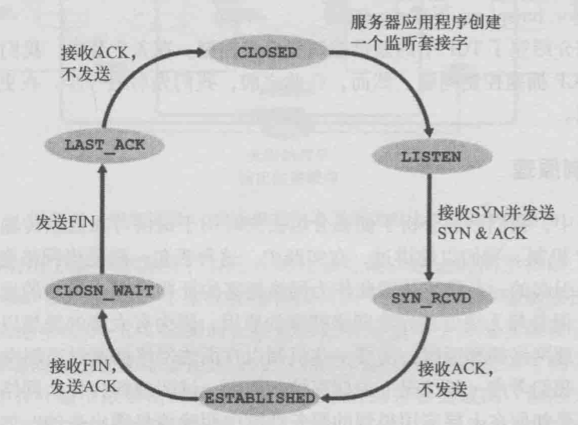 服务器应用程序创建
一个监听套接字
接收ACK，
不发送
CLOSED
LAST_ACK
LISTEN
发送FIN
接收SYN并发送
SYN & ACK
CLOSN_WAIT
SYN_RCVD
接收FIN，
发送ACK
接收ACK，
不发送
ESTABLISHED